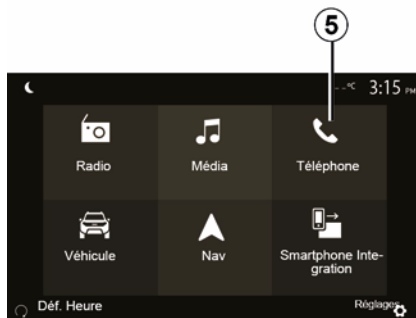 5
--°C 3:15 PM
Radio
Média
Téléphone
Véhicule
Nav
Smartphone Inte-
gration
Déf. Heure
Réglages